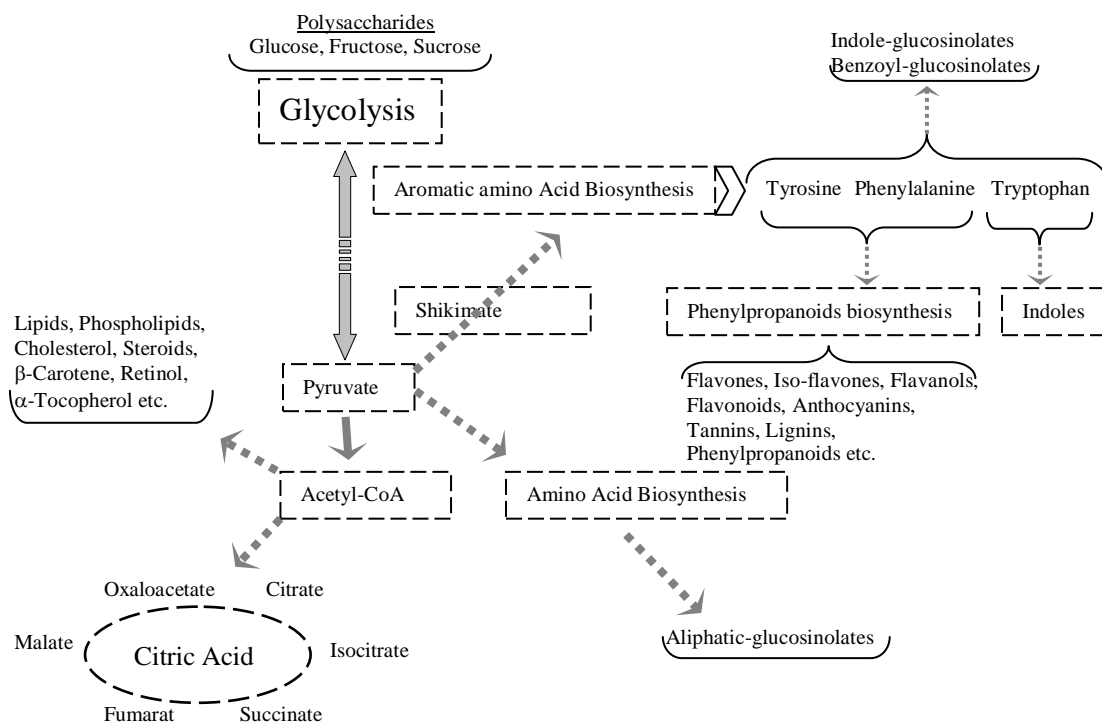 Polysaccharides
Glucose, Fructose, Sucrose
Glycolysis
Indole-glucosinolates
Benzoyl-glucosinolates
Aromatic amino Acid Biosynthesis
Tyrosine Phenylalanine Tryptophan
Shikimate
Phenylpropanoids biosynthesis
Indoles
Lipids, Phospholipids,
Cholesterol, Steroids,
β-Carotene, Retinol,
α-Tocopherol etc.
Pyruvate
Flavones, Iso-flavones, Flavanols,
Flavonoids, Anthocyanins,
Tannins, Lignins,
Phenylpropanoids etc.
Acetyl-CoA
Amino Acid Biosynthesis
Oxaloacetate
Citrate
Malate
Citric Acid
Isocitrate
Fumarat
Succinate
Aliphatic-glucosinolates